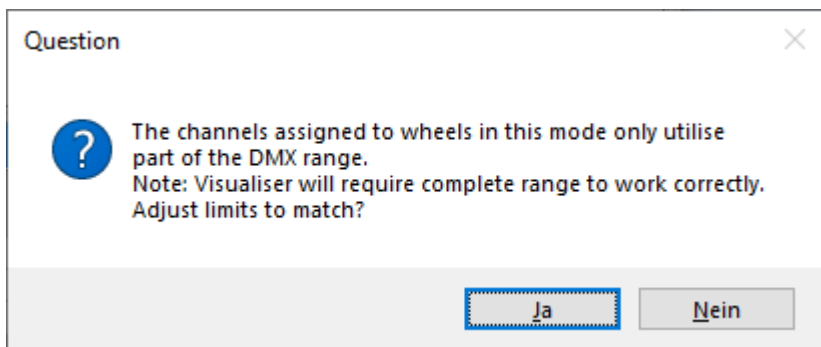 Question
The channels assigned to wheels in this mode only utilise
part of the DMX range.
Note: Visualiser will require complete range to work correctly.
Adjust limits to match?
Ja
Nein